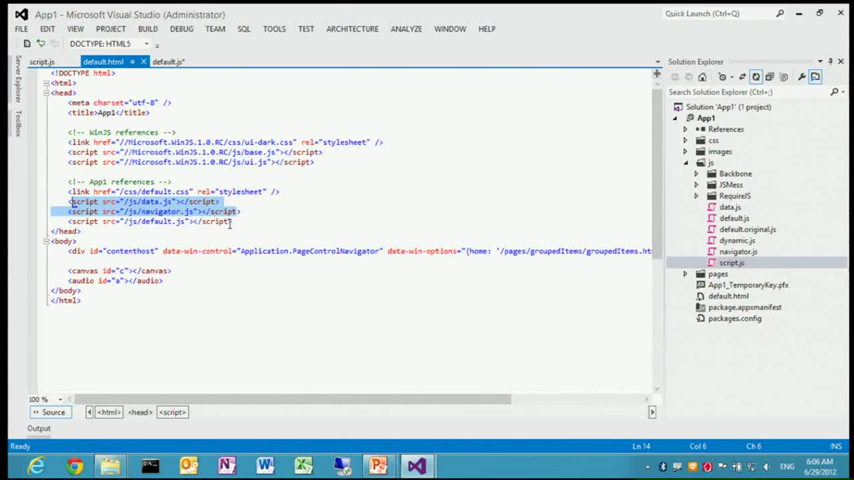 App1 - Microsoft Visual Studio (Administrator)
Quick Launch (Ctrl+Q)
FILE EDIT VIEW PROJECT BUILD DEBUG TEAM SQL TOOLS TEST ARCHITECTURE ANALYZE WINDOW HELP
DOCTYPE: HTML5
script.js default.html default.js*
Server Explorer
Toolbox
<!DOCTYPE html>
<html>
<head>
<meta charset="utf-8" />
<title>App1</title>
<!-- WinJS references -->
<link href="//Microsoft.WinJS.1.0.RC/css/ui-dark.css" rel="stylesheet" />
<script src="//Microsoft.WinJS.1.0.RC/js/base.js"></script>
<script src="//Microsoft.WinJS.1.0.RC/js/ui.js"></script>
<!-- App1 references -->
<link href="/css/default.css" rel="stylesheet" />
<script src="/js/data.js"></script>
<script src="/js/navigator.js"></script>
<script src="/js/default.js"></script>
</head>
<body>
<div id="contenthost" data-win-control="Application.PageControlNavigator" data-win-options="{home: '/pages/groupedItems/groupedItems.ht
<canvas id="c"></canvas>
<audio id="a"></audio>
</body>
</html>
100 %
Source <html> <head> <script>
Output
Solution Explorer
Search Solution Explorer (Ctrl+;)
Solution 'App1' (1 project)
App1
References
css
images
js
Backbone
JSMess
RequireJS
data.js
default.js
default.original.js
dynamic.js
navigator.js
script.js
pages
App1_TemporaryKey.pfx
default.html
package.appxmanifest
packages.config
Ready Ln 14 Col 6 Ch 6 INS
ENG 6:06 AM
6/29/2012